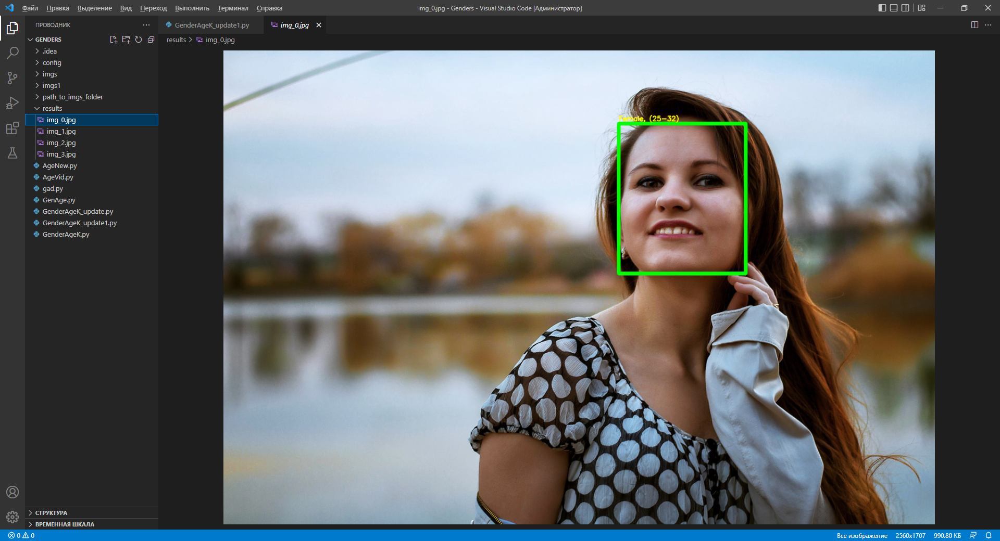 Файл Правка Выделение Вид Переход Выполнить Терминал Справка
img_0.jpg - Genders - Visual Studio Code [Администратор]
ПРОВОДНИК
GenderAgeK_update1.py
img_0.jpg
GENDERS
results > img_0.jpg
.idea
config
imgs
imgs1
path_to_imgs_folder
results
img_0.jpg
img_1.jpg
img_2.jpg
img_3.jpg
AgeNew.py
AgeVid.py
gad.py
GenAge.py
GenderAgeK_update.py
GenderAgeK_update1.py
GenderAgeK.py
Female, (25-32)
СТРУКТУРА
ВРЕМЕННАЯ ШКАЛА
0 0
Все изображение 2560x1707 990.80 КБ